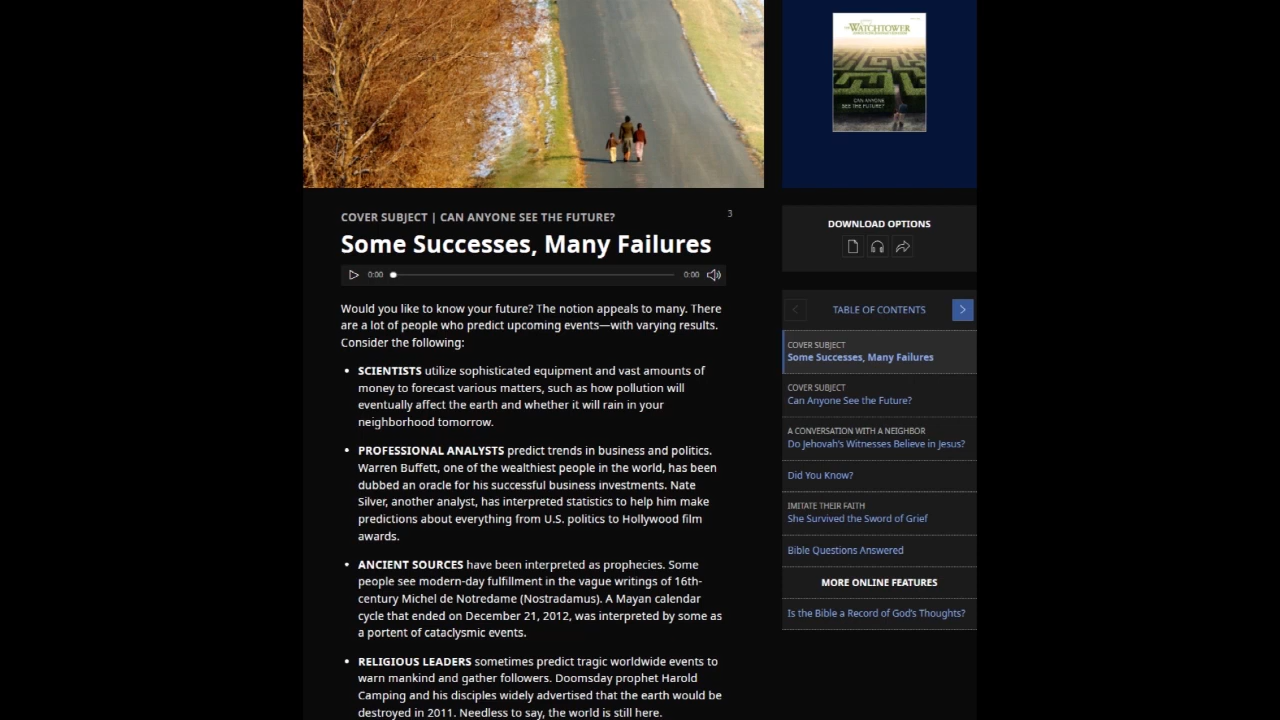 THE WATCHTOWER
CAN ANYONE
SEE THE FUTURE?
COVER SUBJECT | CAN ANYONE SEE THE FUTURE?
3
Some Successes, Many Failures
0:00
0:00
Would you like to know your future? The notion appeals to many. There
are a lot of people who predict upcoming events—with varying results.
Consider the following:
• SCIENTISTS utilize sophisticated equipment and vast amounts of
money to forecast various matters, such as how pollution will
eventually affect the earth and whether it will rain in your
neighborhood tomorrow.
• PROFESSIONAL ANALYSTS predict trends in business and politics.
Warren Buffett, one of the wealthiest people in the world, has been
dubbed an oracle for his successful business investments. Nate
Silver, another analyst, has interpreted statistics to help him make
predictions about everything from U.S. politics to Hollywood film
awards.
• ANCIENT SOURCES have been interpreted as prophecies. Some
people see modern-day fulfillment in the vague writings of 16th-
century Michel de Notredame (Nostradamus). A Mayan calendar
cycle that ended on December 21, 2012, was interpreted by some as
a portent of cataclysmic events.
• RELIGIOUS LEADERS sometimes predict tragic worldwide events to
warn mankind and gather followers. Doomsday prophet Harold
Camping and his disciples widely advertised that the earth would be
destroyed in 2011. Needless to say, the world is still here.
DOWNLOAD OPTIONS
TABLE OF CONTENTS
COVER SUBJECT
Some Successes, Many Failures
COVER SUBJECT
Can Anyone See the Future?
A CONVERSATION WITH A NEIGHBOR
Do Jehovah's Witnesses Believe in Jesus?
Did You Know?
IMITATE THEIR FAITH
She Survived the Sword of Grief
Bible Questions Answered
MORE ONLINE FEATURES
Is the Bible a Record of God's Thoughts?